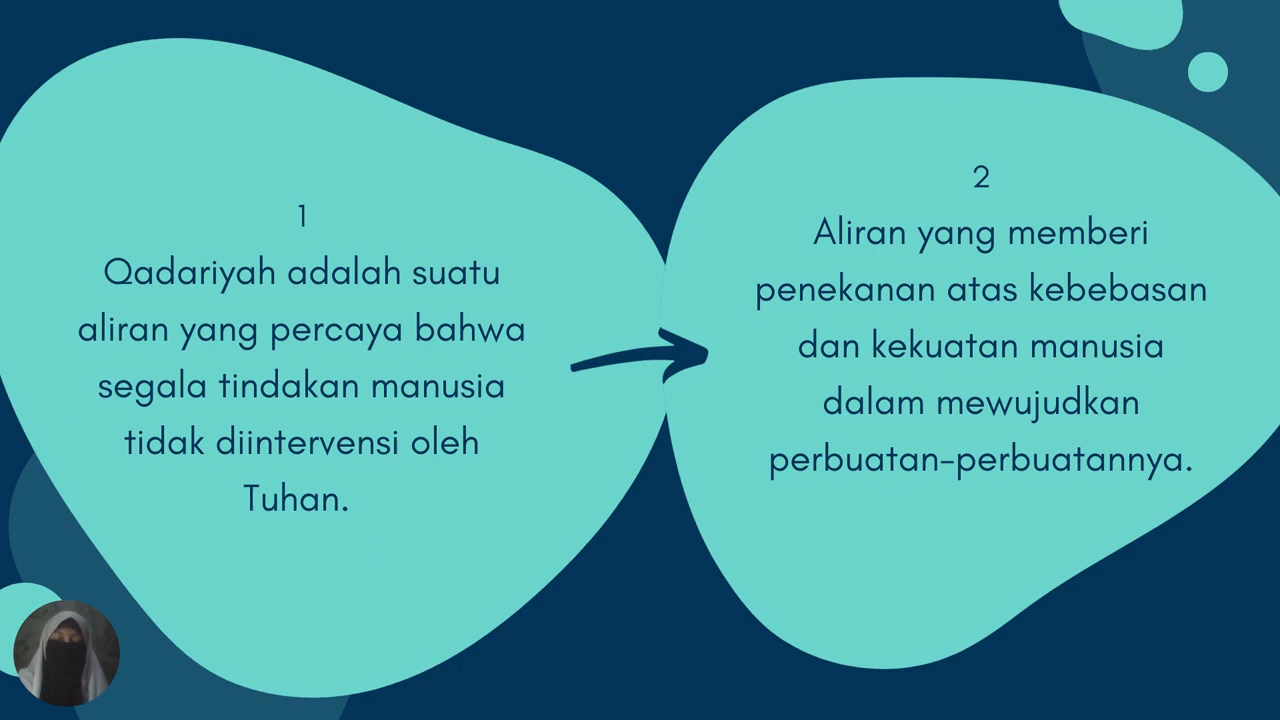 1
Qadariyah adalah suatu
aliran yang percaya bahwa
segala tindakan manusia
tidak diintervensi oleh
Tuhan.
2
Aliran yang memberi
penekanan atas kebebasan
dan kekuatan manusia
dalam mewujudkan
perbuatan-perbuatannya.